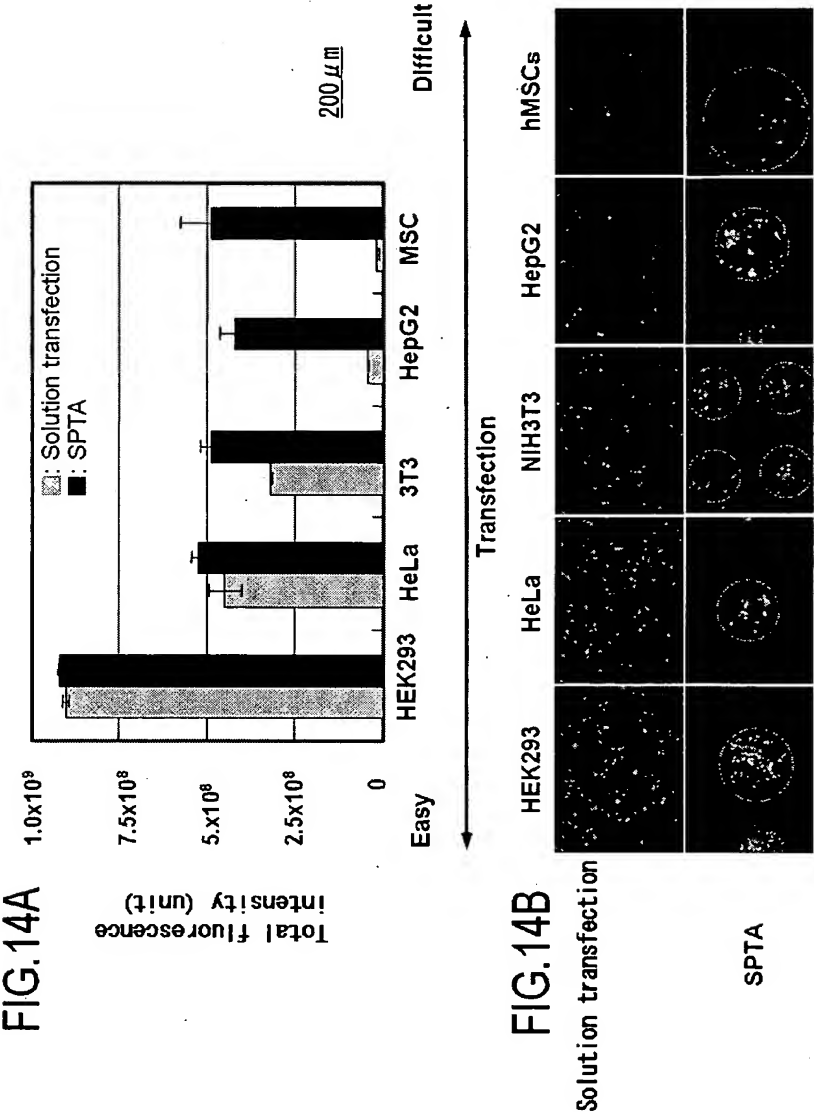 FIG.14A
Total fluorescence
intensity (unit)
1.0x10⁹
7.5x10⁸
5.x10⁸
2.5x10⁸
0
: Solution transfection
: SPTA
HEK293
HeLa
3T3
HepG2
MSC
200 μm
Easy
Difficult
Transfection
FIG.14B
HEK293
HeLa
NIH3T3
HepG2
hMSCs
Solution transfection
SPTA